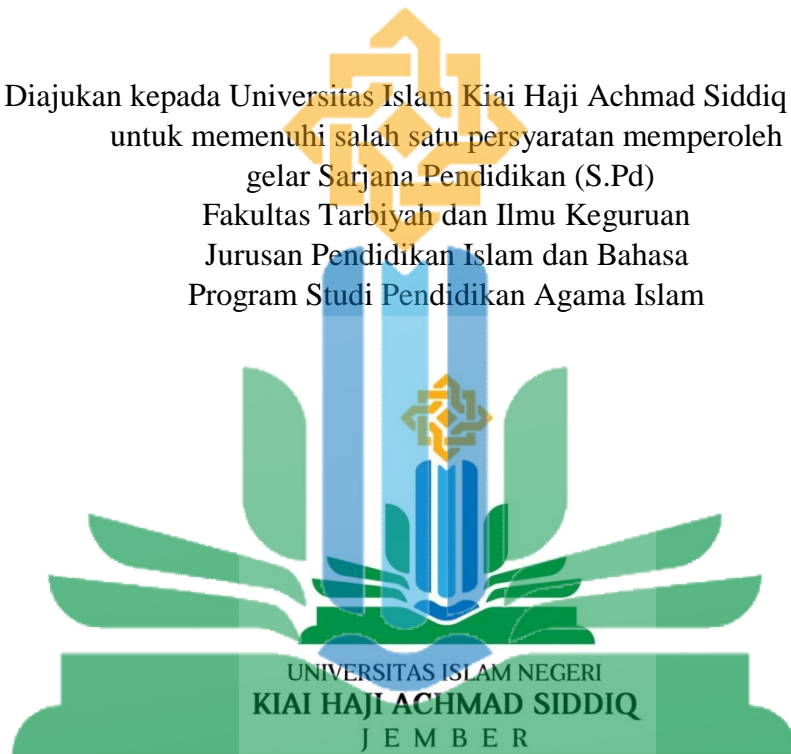 Diajukan kepada Universitas Islam Kiai Haji Achmad Siddiq
untuk memenuhi salah satu persyaratan memperoleh
gelar Sarjana Pendidikan (S.Pd)
Fakultas Tarbiyah dan Ilmu Keguruan
Jurusan Pendidikan Islam dan Bahasa
Program Studi Pendidikan Agama Islam
UNIVERSITAS ISLAM NEGERI
KIAI HAJI ACHMAD SIDDIQ
JEMBER